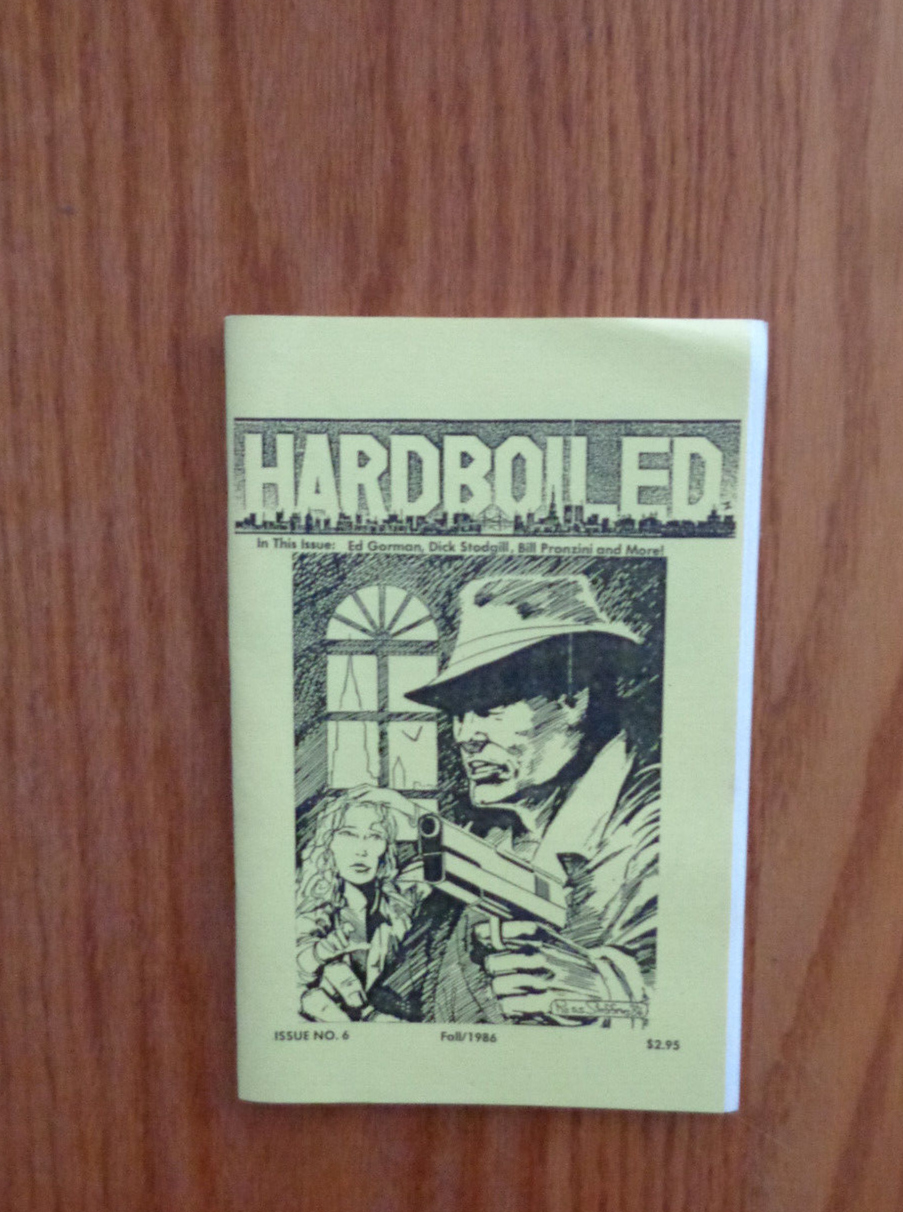 HARDBOILED
In This Issue: Ed Gorman, Dick Stodgill, Bill Pronzini and More!
ISSUE NO. 6
Fall/1986
$2.95